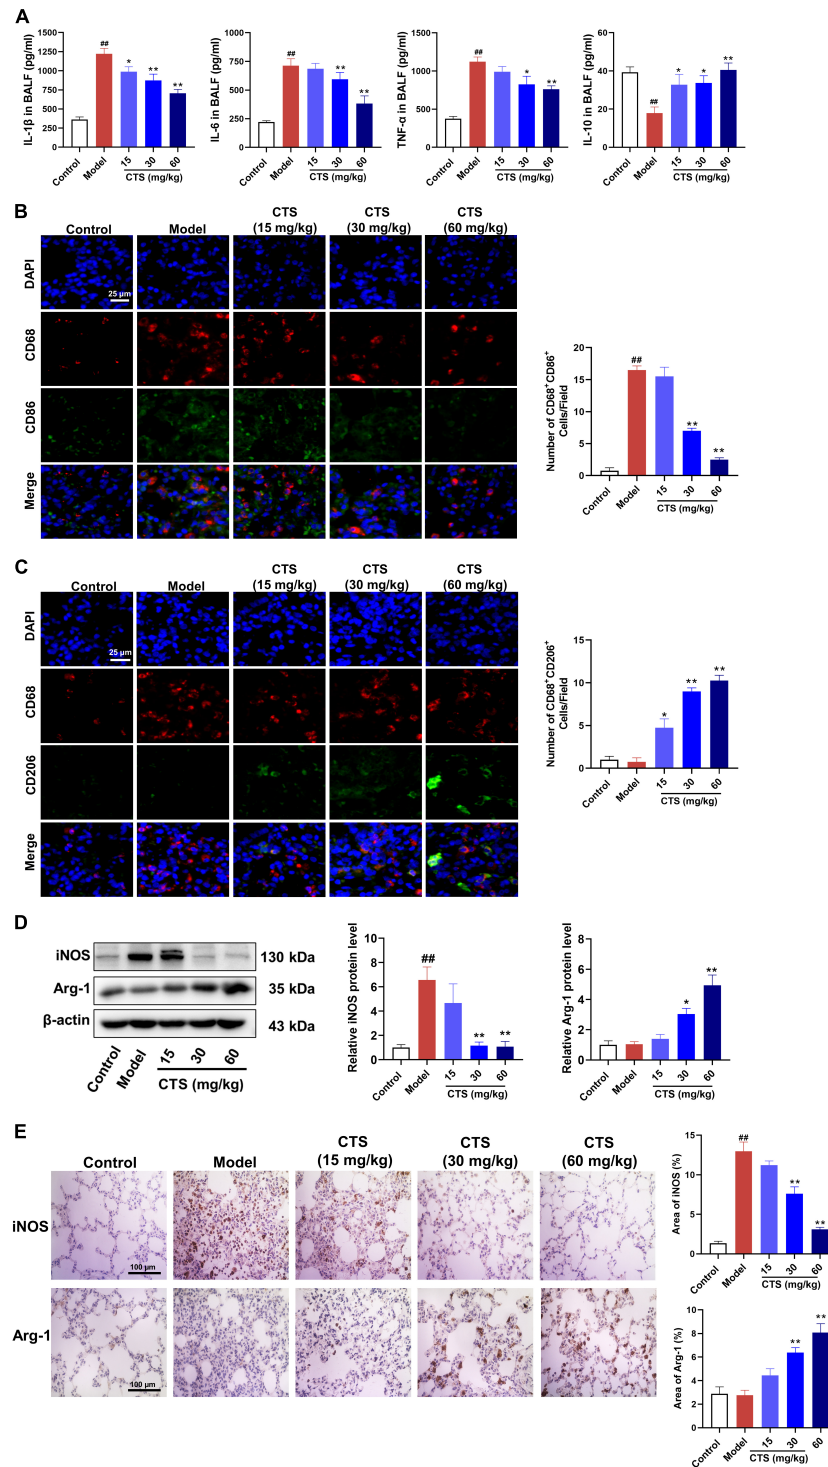 A
IL-1β in BALF (pg/ml)
1500
1250
1000
750
500
250
0
##
*
**
**
Control
Model
15
30
60
CTS (mg/kg)
IL-6 in BALF (pg/ml)
1000
750
500
250
0
##
**
**
Control
Model
15
30
60
CTS (mg/kg)
TNF-α in BALF (pg/ml)
1500
1000
500
0
##
*
**
Control
Model
15
30
60
CTS (mg/kg)
IL-10 in BALF (pg/ml)
60
40
20
0
##
*
*
**
Control
Model
15
30
60
CTS (mg/kg)
B
Control
Model
CTS
(15 mg/kg)
CTS
(30 mg/kg)
CTS
(60 mg/kg)
DAPI
25 μm
CD68
CD86
Merge
Number of CD68⁺CD86⁺
Cells/Field
20
15
10
5
0
##
**
**
Control
Model
15
30
60
CTS (mg/kg)
C
Control
Model
CTS
(15 mg/kg)
CTS
(30 mg/kg)
CTS
(60 mg/kg)
DAPI
25 μm
CD68
CD206
Merge
Number of CD68⁺CD206⁺
Cells/Field
15
10
5
0
*
**
**
Control
Model
15
30
60
CTS (mg/kg)
D
iNOS
130 kDa
Arg-1
35 kDa
β-actin
43 kDa
Control
Model
15
30
60
CTS (mg/kg)
Relative iNOS protein level
10
8
6
4
2
0
##
**
**
Control
Model
15
30
60
CTS (mg/kg)
Relative Arg-1 protein level
8
6
4
2
0
*
**
Control
Model
15
30
60
CTS (mg/kg)
E
Control
Model
CTS
(15 mg/kg)
CTS
(30 mg/kg)
CTS
(60 mg/kg)
iNOS
100 μm
Arg-1
100 μm
Area of iNOS (%)
15
10
5
0
##
**
**
Control
Model
15
30
60
CTS (mg/kg)
Area of Arg-1 (%)
10
8
6
4
2
0
**
**
Control
Model
15
30
60
CTS (mg/kg)